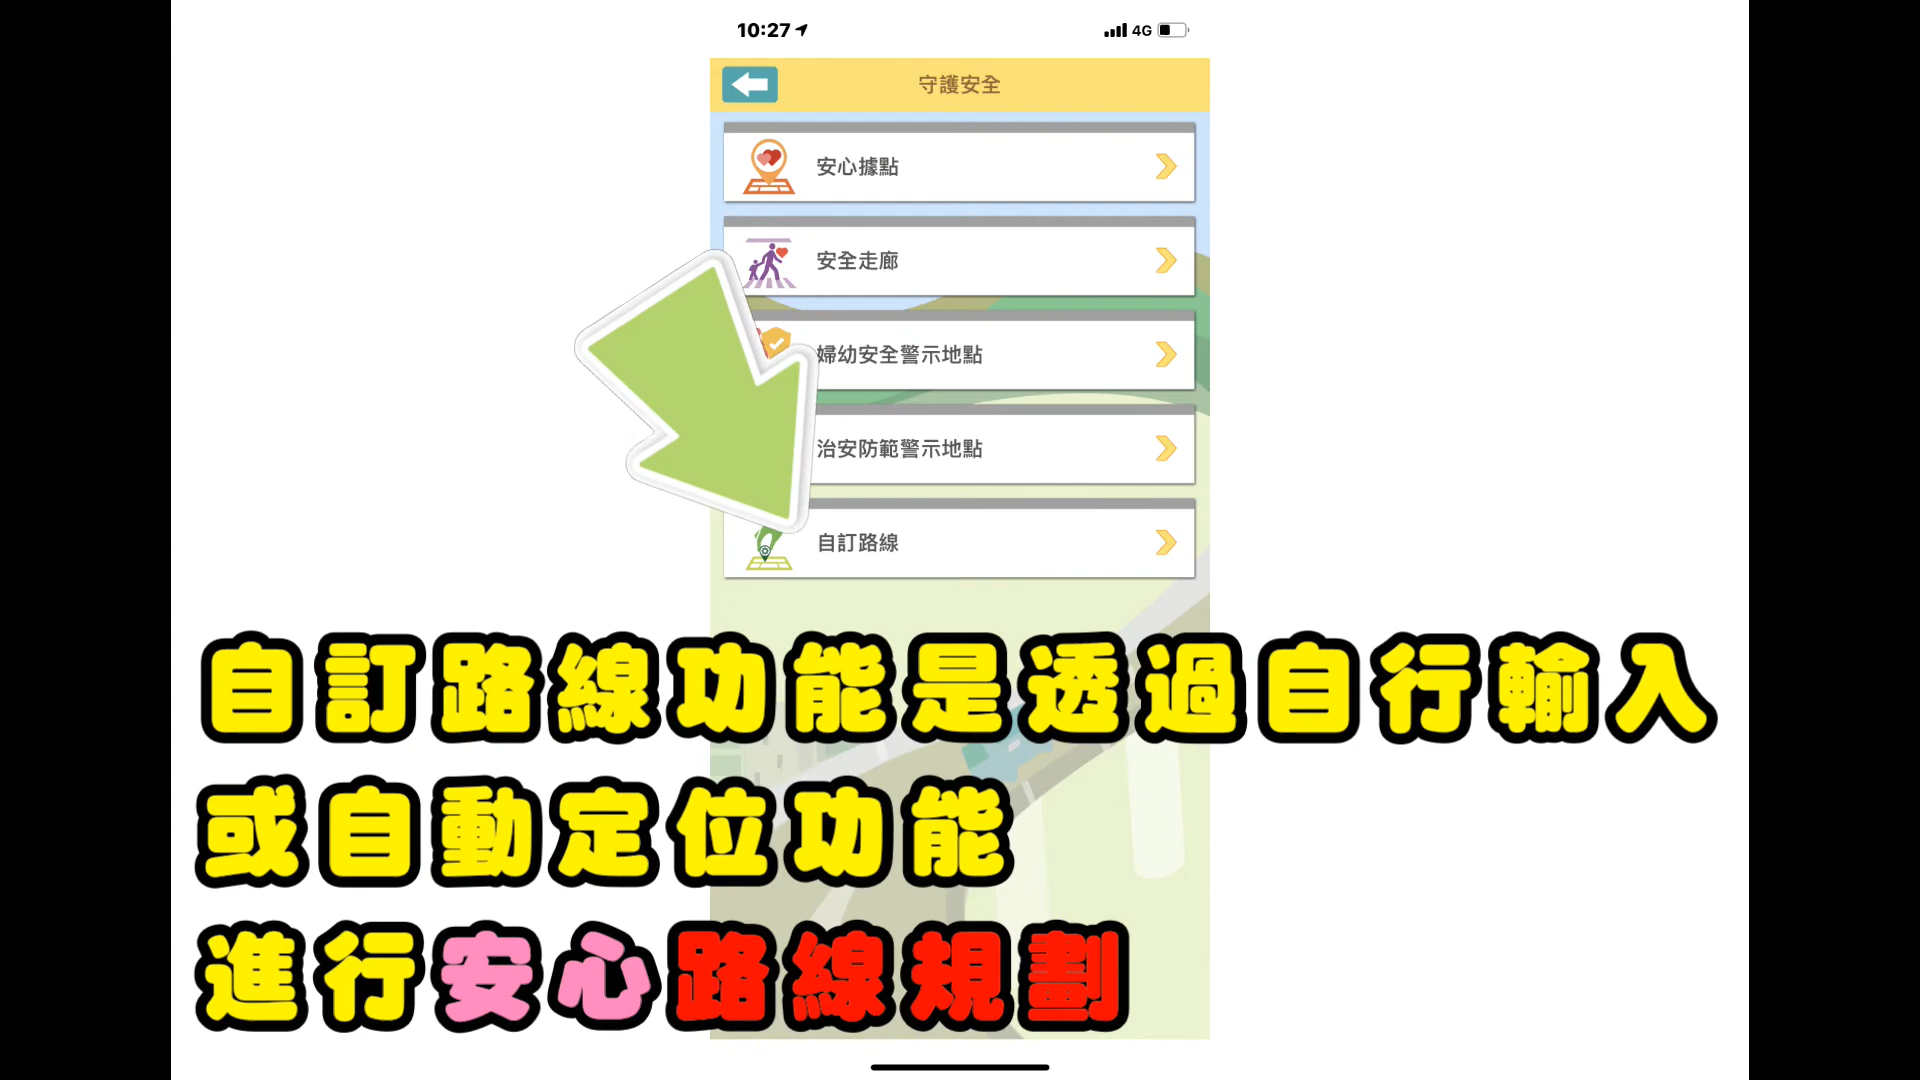 10:27
4G
守護安全
安心據點
安全走廊
婦幼安全警示地點
治安防範警示地點
自訂路線
自訂路線功能是透過自行輸入
或自動定位功能
進行安心路線規劃